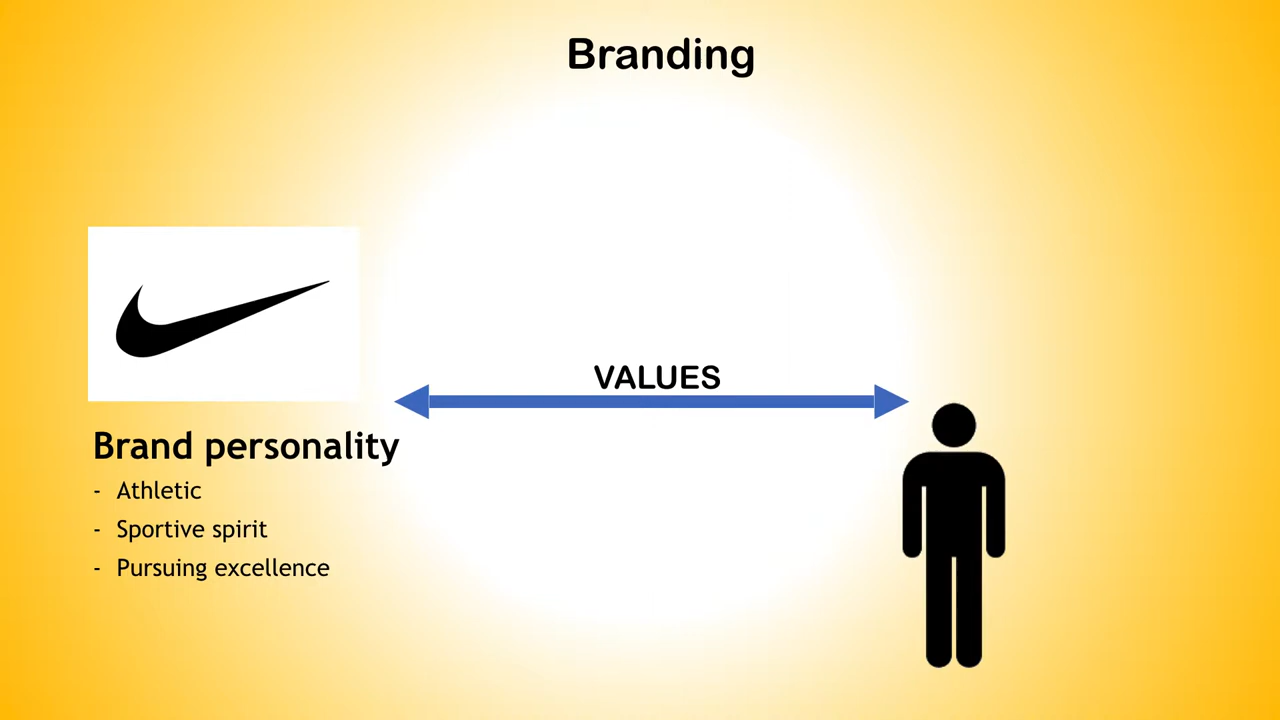 Branding
VALUES
Brand personality
- Athletic
- Sportive spirit
- Pursuing excellence